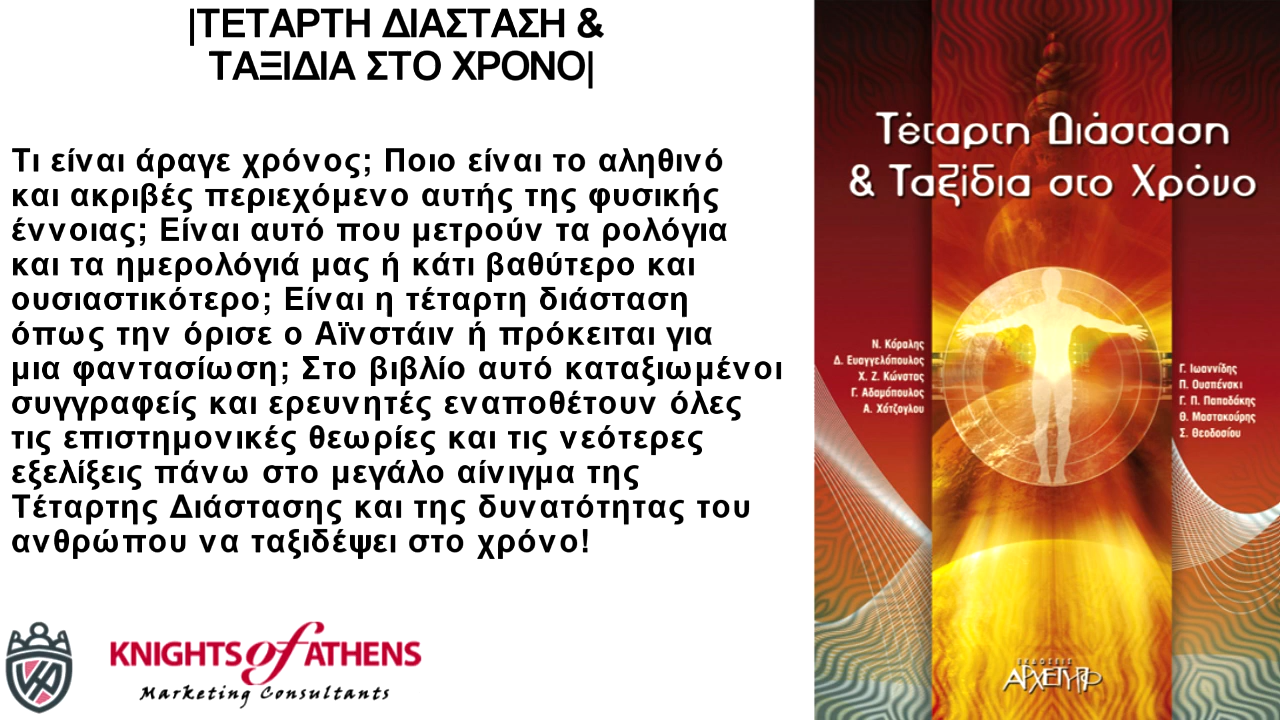 |ΤΕΤΑΡΤΗ ΔΙΑΣΤΑΣΗ &
ΤΑΞΙΔΙΑ ΣΤΟ ΧΡΟΝΟ|
Τι είναι άραγε χρόνος; Ποιο είναι το αληθινό
και ακριβές περιεχόμενο αυτής της φυσικής
έννοιας; Είναι αυτό που μετρούν τα ρολόγια
και τα ημερολόγιά μας ή κάτι βαθύτερο και
ουσιαστικότερο; Είναι η τέταρτη διάσταση
όπως την όρισε ο Αϊνστάιν ή πρόκειται για
μια φαντασίωση; Στο βιβλίο αυτό καταξιωμένοι
συγγραφείς και ερευνητές εναποθέτουν όλες
τις επιστημονικές θεωρίες και τις νεότερες
εξελίξεις πάνω στο μεγάλο αίνιγμα της
Τέταρτης Διάστασης και της δυνατότητας του
ανθρώπου να ταξιδέψει στο χρόνο!
KNIGHTS of ATHENS
Marketing Consultants
Τέταρτη Διάσταση
& Ταξίδια στο Χρόνο
Ν. Κόραλης
Δ. Ευαγγελόπουλος
Χ. Ζ. Κώνστας
Γ. Αδαμόπουλος
Α. Χάτζογλου
Γ. Ιωαννίδης
Π. Ουσπένσκι
Γ. Π. Παπαδάκης
Θ. Μαστακούρης
Σ. Θεοδοσίου
ΕΚΔΟΣΕΙΣ
ΑΡΧΕΤΥΠΟ